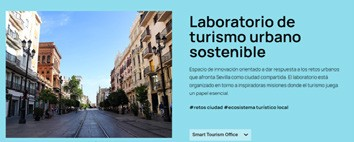 Laboratorio de
turismo urbano
sostenible
Espacio de innovación orientado a dar respuesta a los retos urbanos
que afronta Sevilla como ciudad compartida. El laboratorio está
organizado en torno a inspiradoras misiones donde el turismo juega
un papel esencial.
#retos ciudad #ecosistema turístico local
Smart Tourism Office